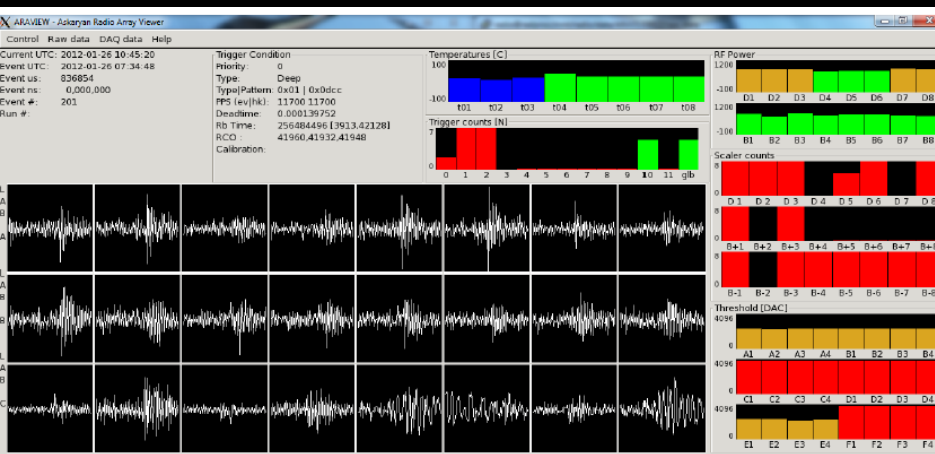 X ARAVIEW - Askaryan Radio Array Viewer
Control Raw data DAQ data Help
Current UTC: 2012-01-26 10:45:20
Event UTC: 2012-01-26 07:34:48
Event us: 836854
Event ns: 0,000,000
Event #: 201
Run #:
Trigger Condition
Priority: 0
Type: Deep
Type|Pattern: 0x01 | 0x0dcc
PPS (ev|hk): 11700 11700
Deadtime: 0.000139752
Rb Time: 256484496 [3913,42128]
RCO : 41960,41932,41948
Calibration:
Temperatures [C]
100
-100
t01 t02 t03 t04 t05 t06 t07 t08
Trigger counts [N]
7
0
0 1 2 3 4 5 6 7 8 9 10 11 glb
RF Power
1200
-100
D1 D2 D3 D4 D5 D6 D7 D8
1200
-100
B1 B2 B3 B4 B5 B6 B7 B8
Scaler counts
8
0
D 1 D 2 D 3 D 4 D 5 D 6 D 7 D 8
8
0
B+1 B+2 B+3 B+4 B+5 B+6 B+7 B+8
8
0
B-1 B-2 B-3 B-4 B-5 B-6 B-7 B-8
Threshold [DAC]
4096
0
A1 A2 A3 A4 B1 B2 B3 B4
4096
0
C1 C2 C3 C4 D1 D2 D3 D4
4096
0
E1 E2 E3 E4 F1 F2 F3 F4
L
A
B
A
L
A
B
B
L
A
B
C